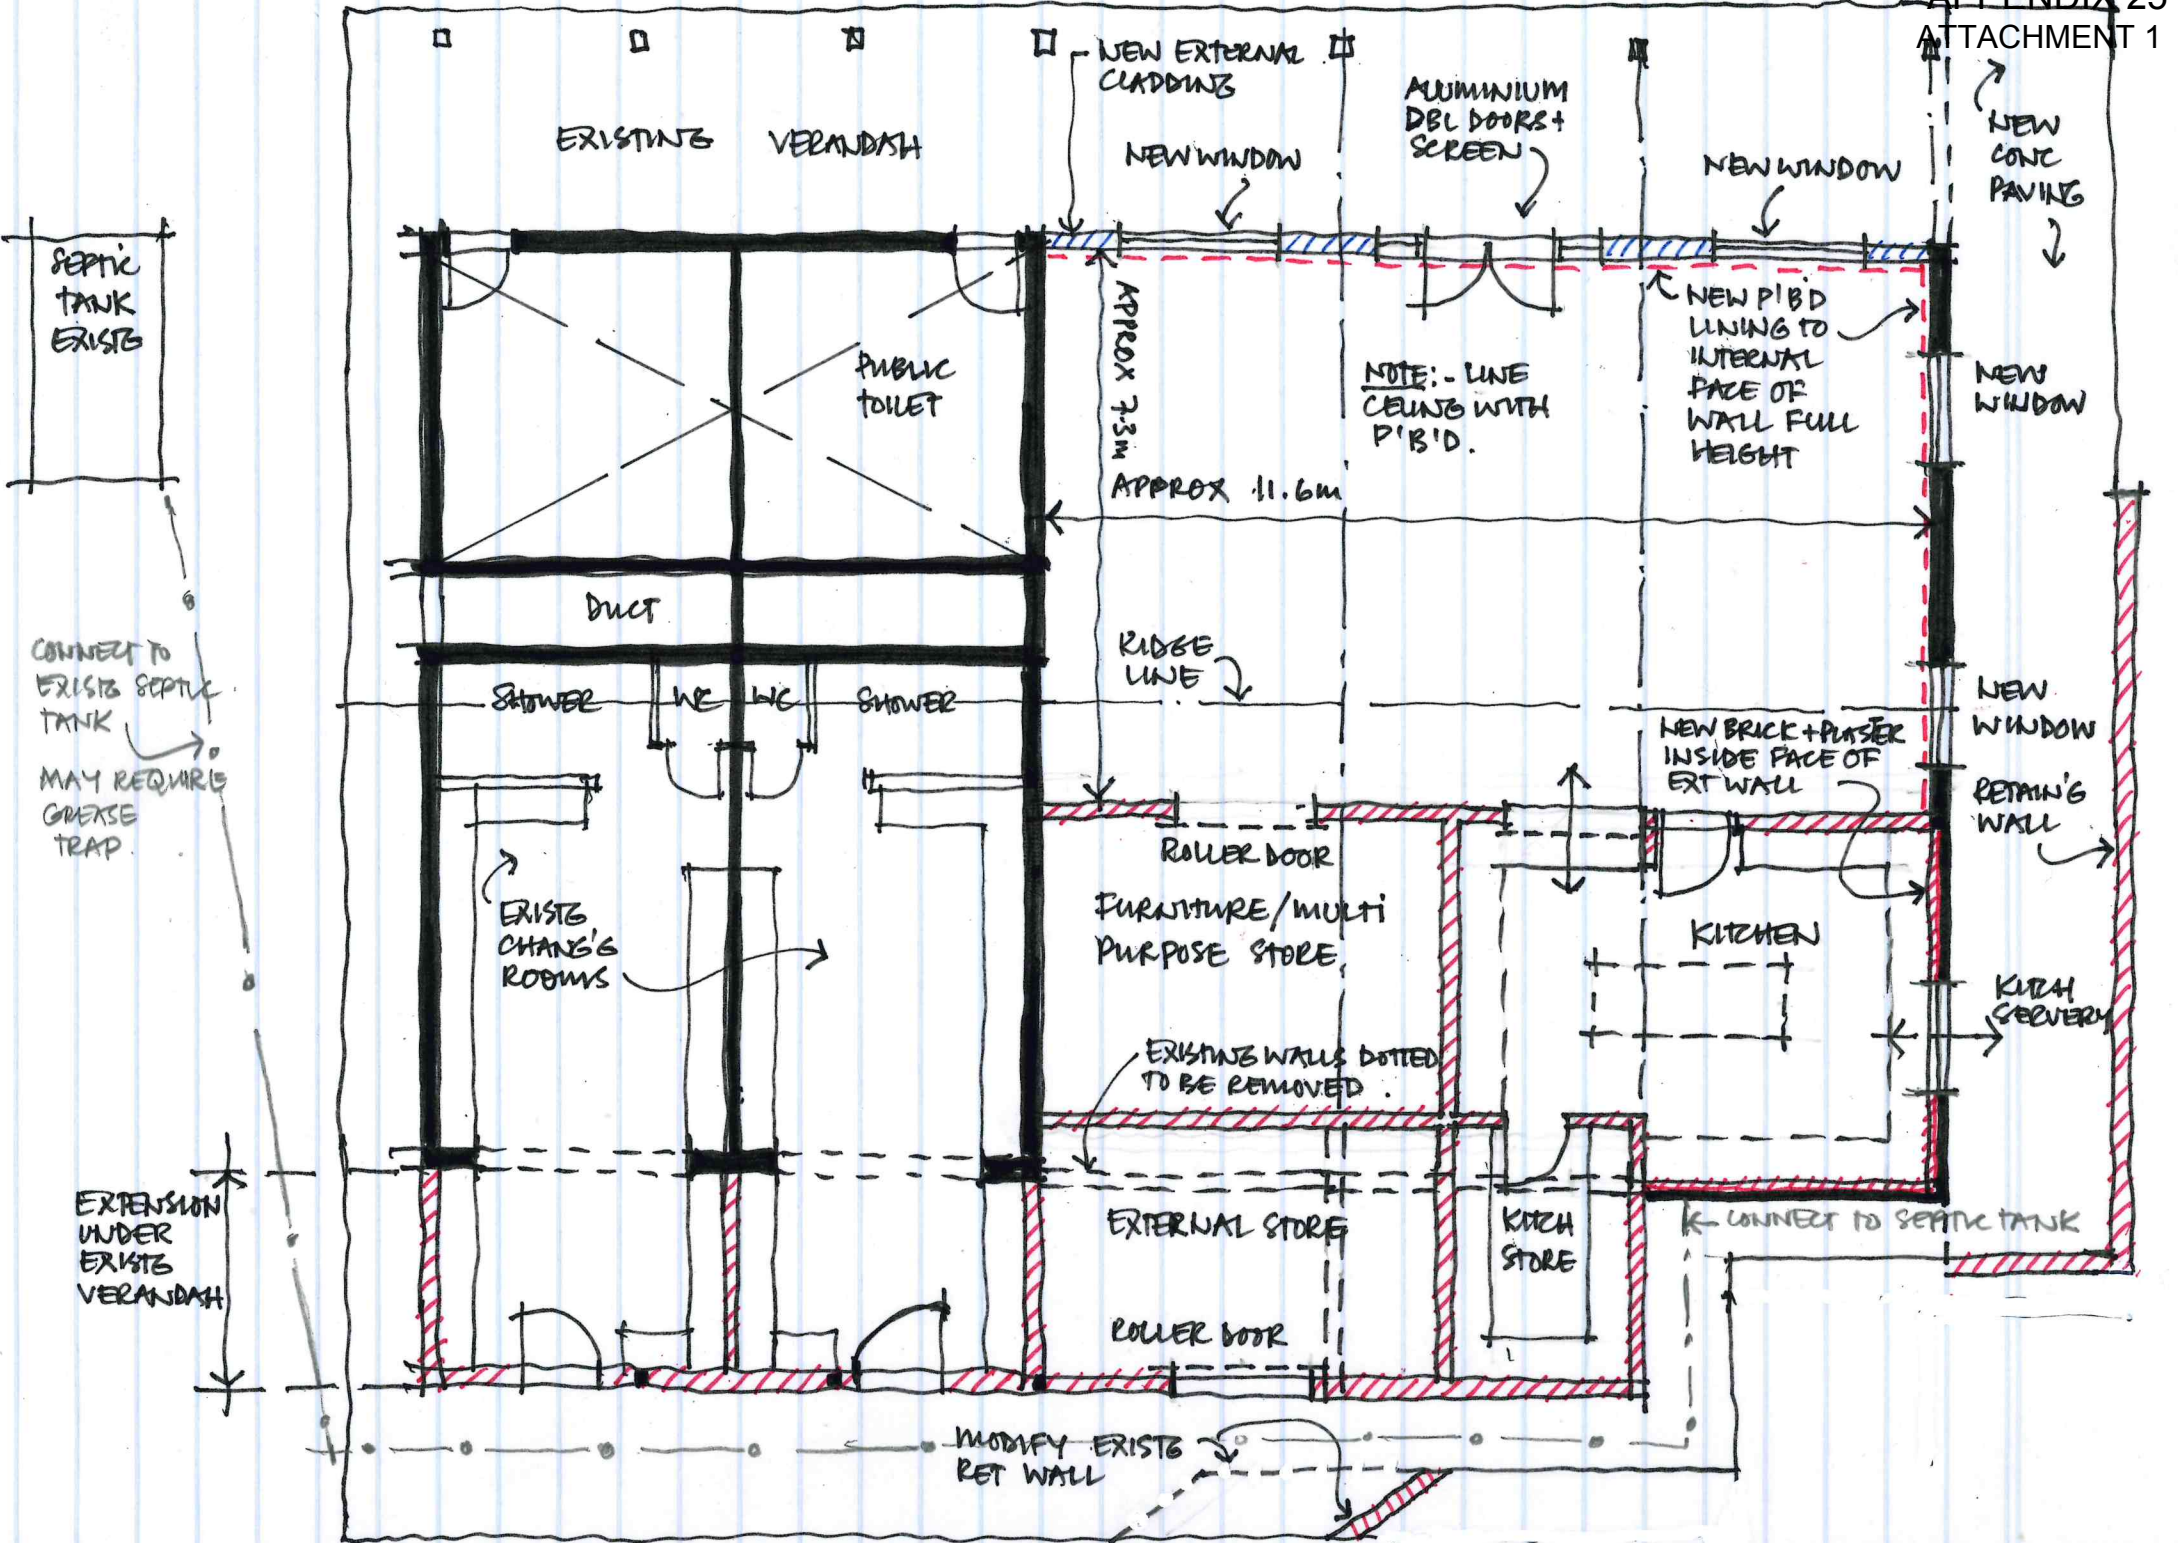 APPENDIX 25
ATTACHMENT 1
NEW EXTERNAL
CLADDING
ALUMINIUM
DBL DOORS +
SCREEN
EXISTING VERANDAH
NEW WINDOW
NEW WINDOW
NEW
CONC
PAVING
SEPTIC
TANK
EXISTG
PUBLIC
TOILET
APPROX 7.3m
NOTE:- LINE
CEILING WITH
P'B'D.
NEW P'BD
LINING TO
INTERNAL
FACE OF
WALL FULL
HEIGHT
NEW
WINDOW
APPROX 11.6m
DUCT
CONNECT TO
EXISTG SEPTIC
TANK
MAY REQUIRE
GREASE
TRAP.
RIDGE
LINE
SHOWER
WC
WC
SHOWER
NEW
WINDOW
NEW BRICK + PLASTER
INSIDE FACE OF
EXT WALL
RETAIN'G
WALL
ROLLER DOOR
FURNITURE/MULTI
PURPOSE STORE
EXISTG
CHANG'G
ROOMS
KITCHEN
KITCH
SERVERY
EXISTING WALLS DOTTED
TO BE REMOVED.
EXTENSION
UNDER
EXISTG
VERANDAH
EXTERNAL STORE
KITCH
STORE
CONNECT TO SEPTIC TANK
ROLLER DOOR
MODIFY EXISTG
RET WALL